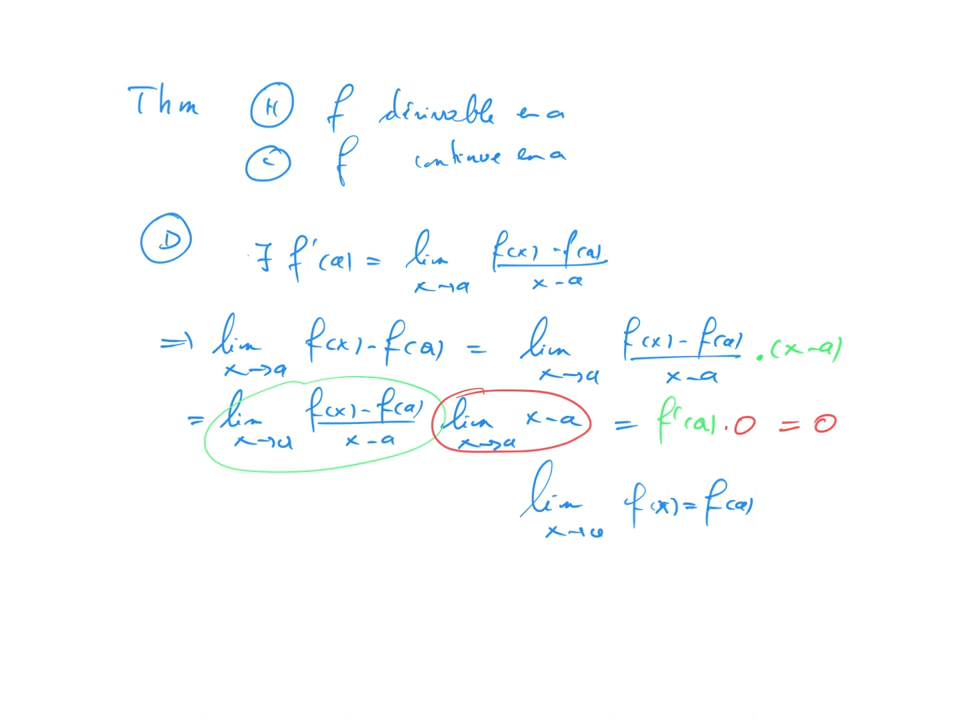 Thm (H) f dérivable en a
(C) f continue en a
(D) ∃ f'(a) = lim x→a f(x) - f(a) / x - a
=> lim x→a f(x) - f(a) = lim x→a f(x) - f(a) / x - a · (x - a)
= lim x→a f(x) - f(a) / x - a lim x→a x - a = f'(a) · 0 = 0
lim x→a f(x) = f(a)